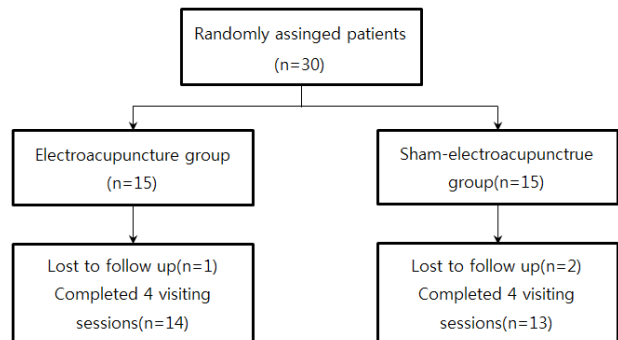 Randomly assinged patients
(n=30)
Electroacupuncture group
(n=15)
Sham-electroacupunctrue
group(n=15)
Lost to follow up(n=1)
Completed 4 visiting
sessions(n=14)
Lost to follow up(n=2)
Completed 4 visiting
sessions(n=13)